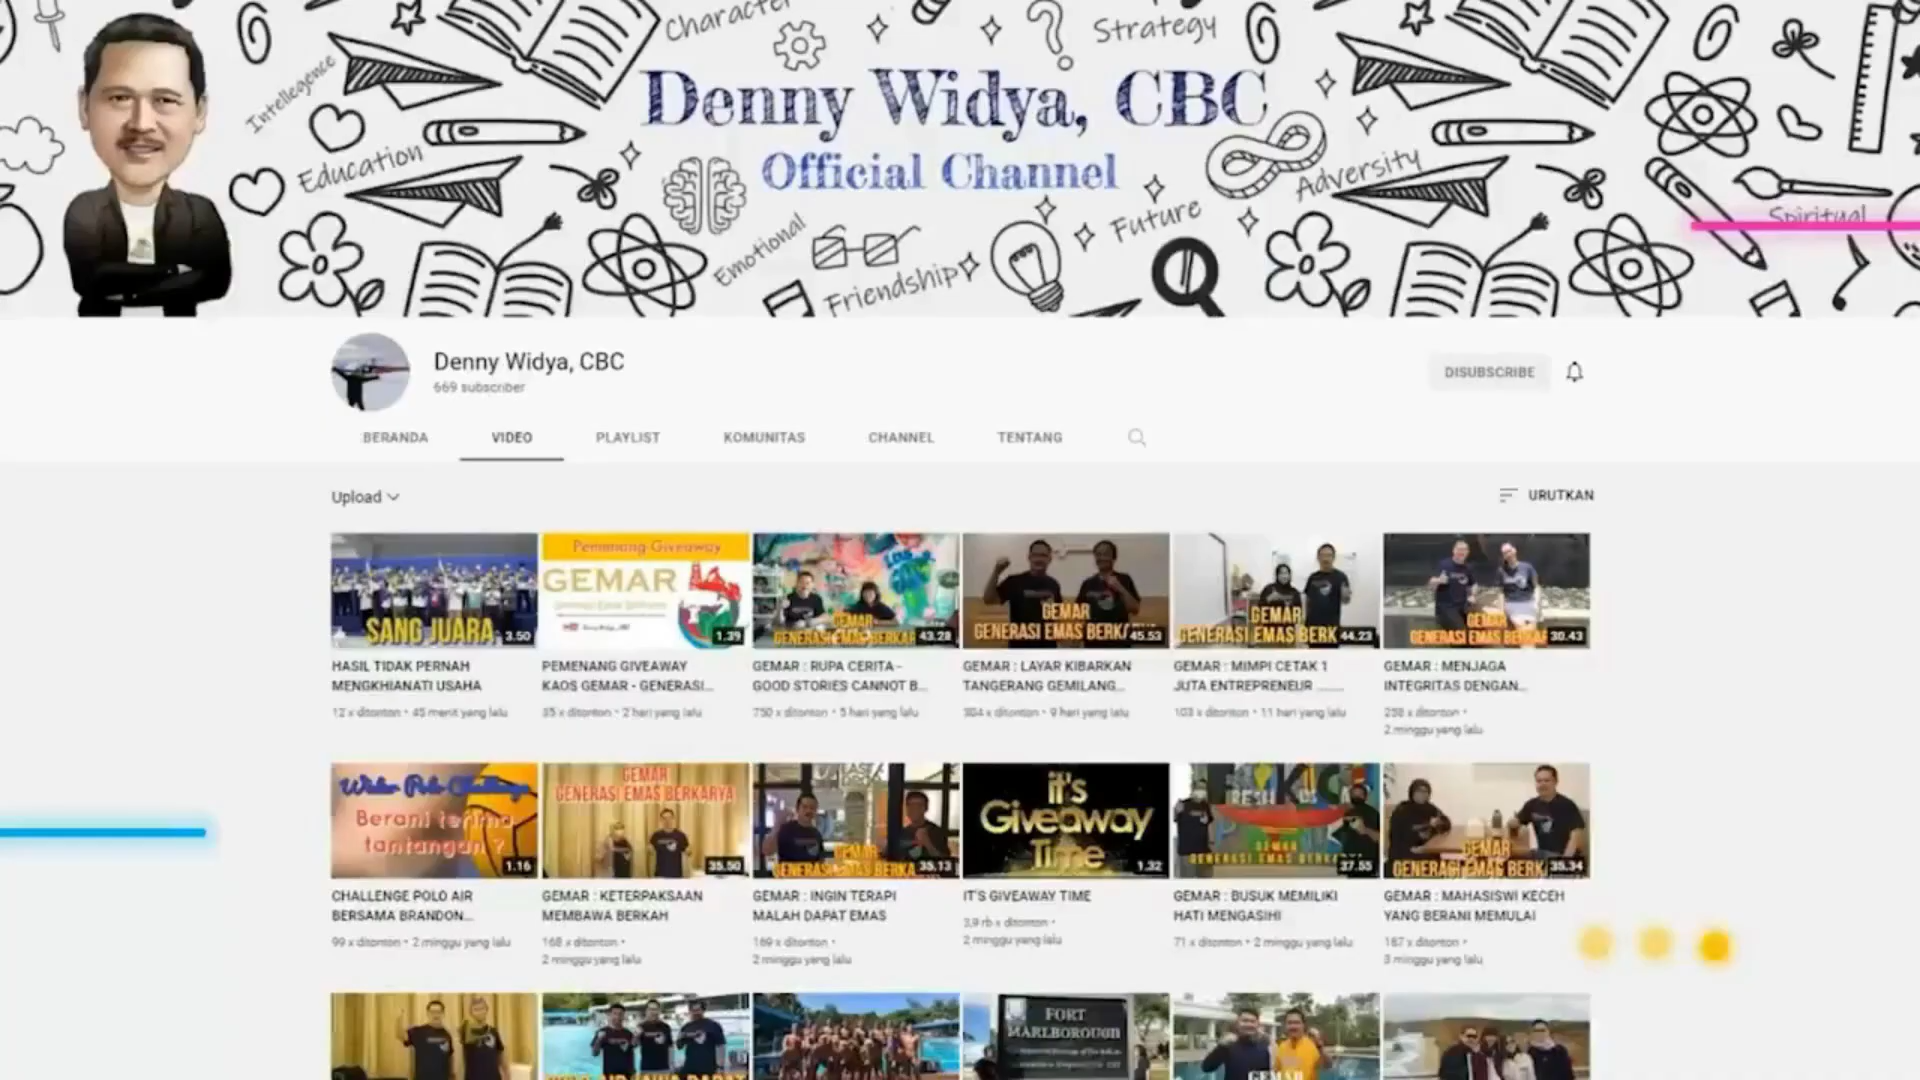 Character
Strategy
Intellegence
Denny Widya, CBC
Education
Official Channel
Adversity
Emotional
Future
Spiritual
Friendship
Denny Widya, CBC
669 subscriber
DISUBSCRIBE
BERANDA VIDEO PLAYLIST KOMUNITAS CHANNEL TENTANG
Upload
URUTKAN
SANG JUARA 3.50
Pemenang Giveaway
GEMAR
1.39
GEMAR
GENERASI EMAS BERKAR 43.28
GEMAR
GENERASI EMAS BERKA 45.53
GEMAR
GENERASI EMAS BERK 44.23
GEMAR
GENERASI EMAS BERKAR 30.43
HASIL TIDAK PERNAH
MENGKHIANATI USAHA
12 x ditonton • 45 menit yang lalu
PEMENANG GIVEAWAY
KAOS GEMAR - GENERASI...
35 x ditonton • 2 hari yang lalu
GEMAR : RUPA CERITA -
GOOD STORIES CANNOT B...
750 x ditonton • 5 hari yang lalu
GEMAR : LAYAR KIBARKAN
TANGERANG GEMILANG...
304 x ditonton • 9 hari yang lalu
GEMAR : MIMPI CETAK 1
JUTA ENTREPRENEUR .......
103 x ditonton • 11 hari yang lalu
GEMAR : MENJAGA
INTEGRITAS DENGAN...
258 x ditonton •
2 minggu yang lalu
Water Polo Challenge
Berani terima
tantangan ?
1.16
GEMAR
GENERASI EMAS BERKARYA
35.50
GEMAR
GENERASI EMAS BERKA 35.13
it's
Giveaway
Time
1.32
FRESH
GEMAR
GENERASI EMAS BERKA
37.55
GEMAR
GENERASI EMAS BERK 35.34
CHALLENGE POLO AIR
BERSAMA BRANDON...
99 x ditonton • 2 minggu yang lalu
GEMAR : KETERPAKSAAN
MEMBAWA BERKAH
168 x ditonton •
2 minggu yang lalu
GEMAR : INGIN TERAPI
MALAH DAPAT EMAS
169 x ditonton •
2 minggu yang lalu
IT'S GIVEAWAY TIME
3,9 rb x ditonton •
2 minggu yang lalu
GEMAR : BUSUK MEMILIKI
HATI MENGASIHI
71 x ditonton • 2 minggu yang lalu
GEMAR : MAHASISWI KECEH
YANG BERANI MEMULAI
187 x ditonton •
3 minggu yang lalu
POLO AIR JAWA BARAT
FORT
MARLBOROUGH
GEMAR